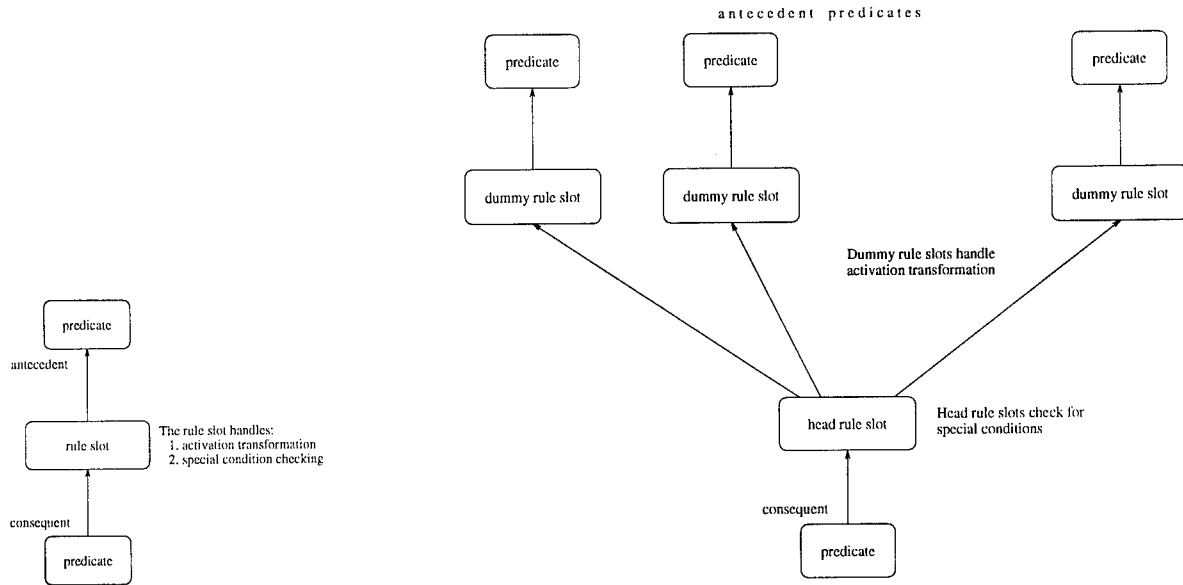 predicate
antecedent
rule slot
The rule slot handles:
1. activation transformation
2. special condition checking
consequent
predicate
antecedent predicates
predicate
predicate
predicate
dummy rule slot
dummy rule slot
dummy rule slot
Dummy rule slots handle
activation transformation
head rule slot
Head rule slots check for
special conditions
consequent
predicate